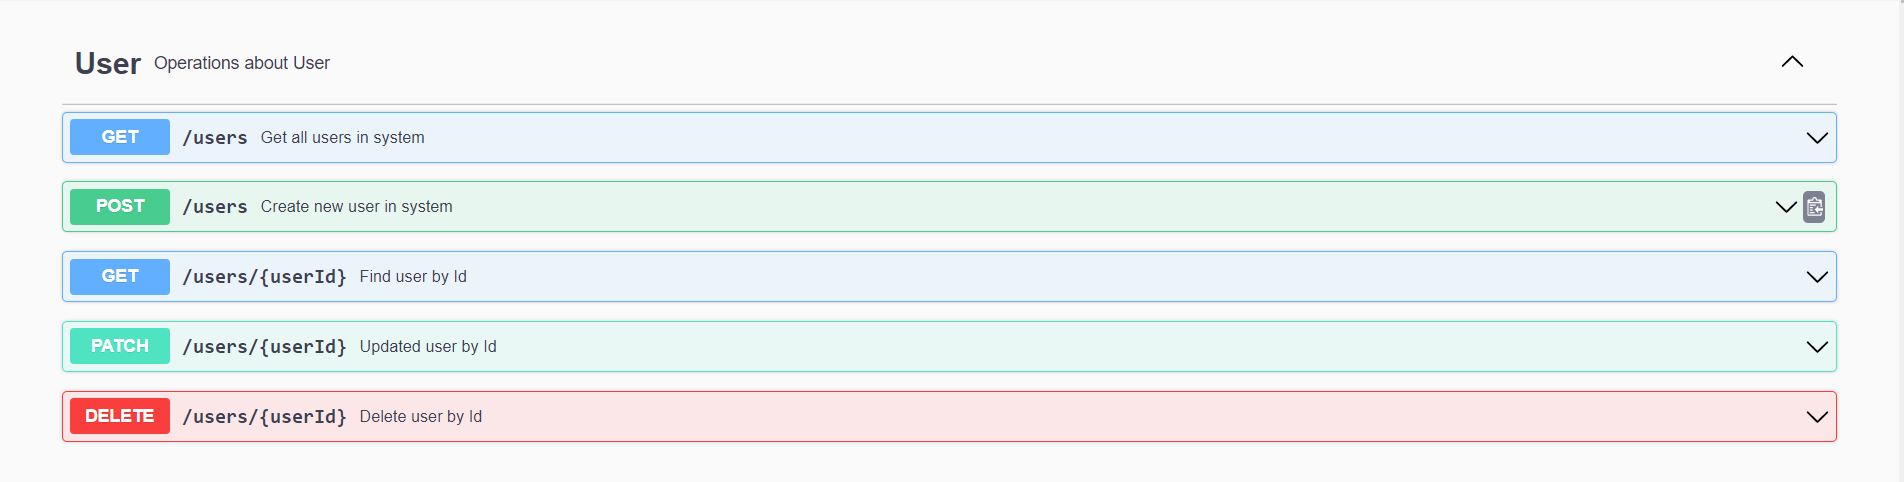 User Operations about User
GET /users Get all users in system
POST /users Create new user in system
GET /users/{userId} Find user by Id
PATCH /users/{userId} Updated user by Id
DELETE /users/{userId} Delete user by Id